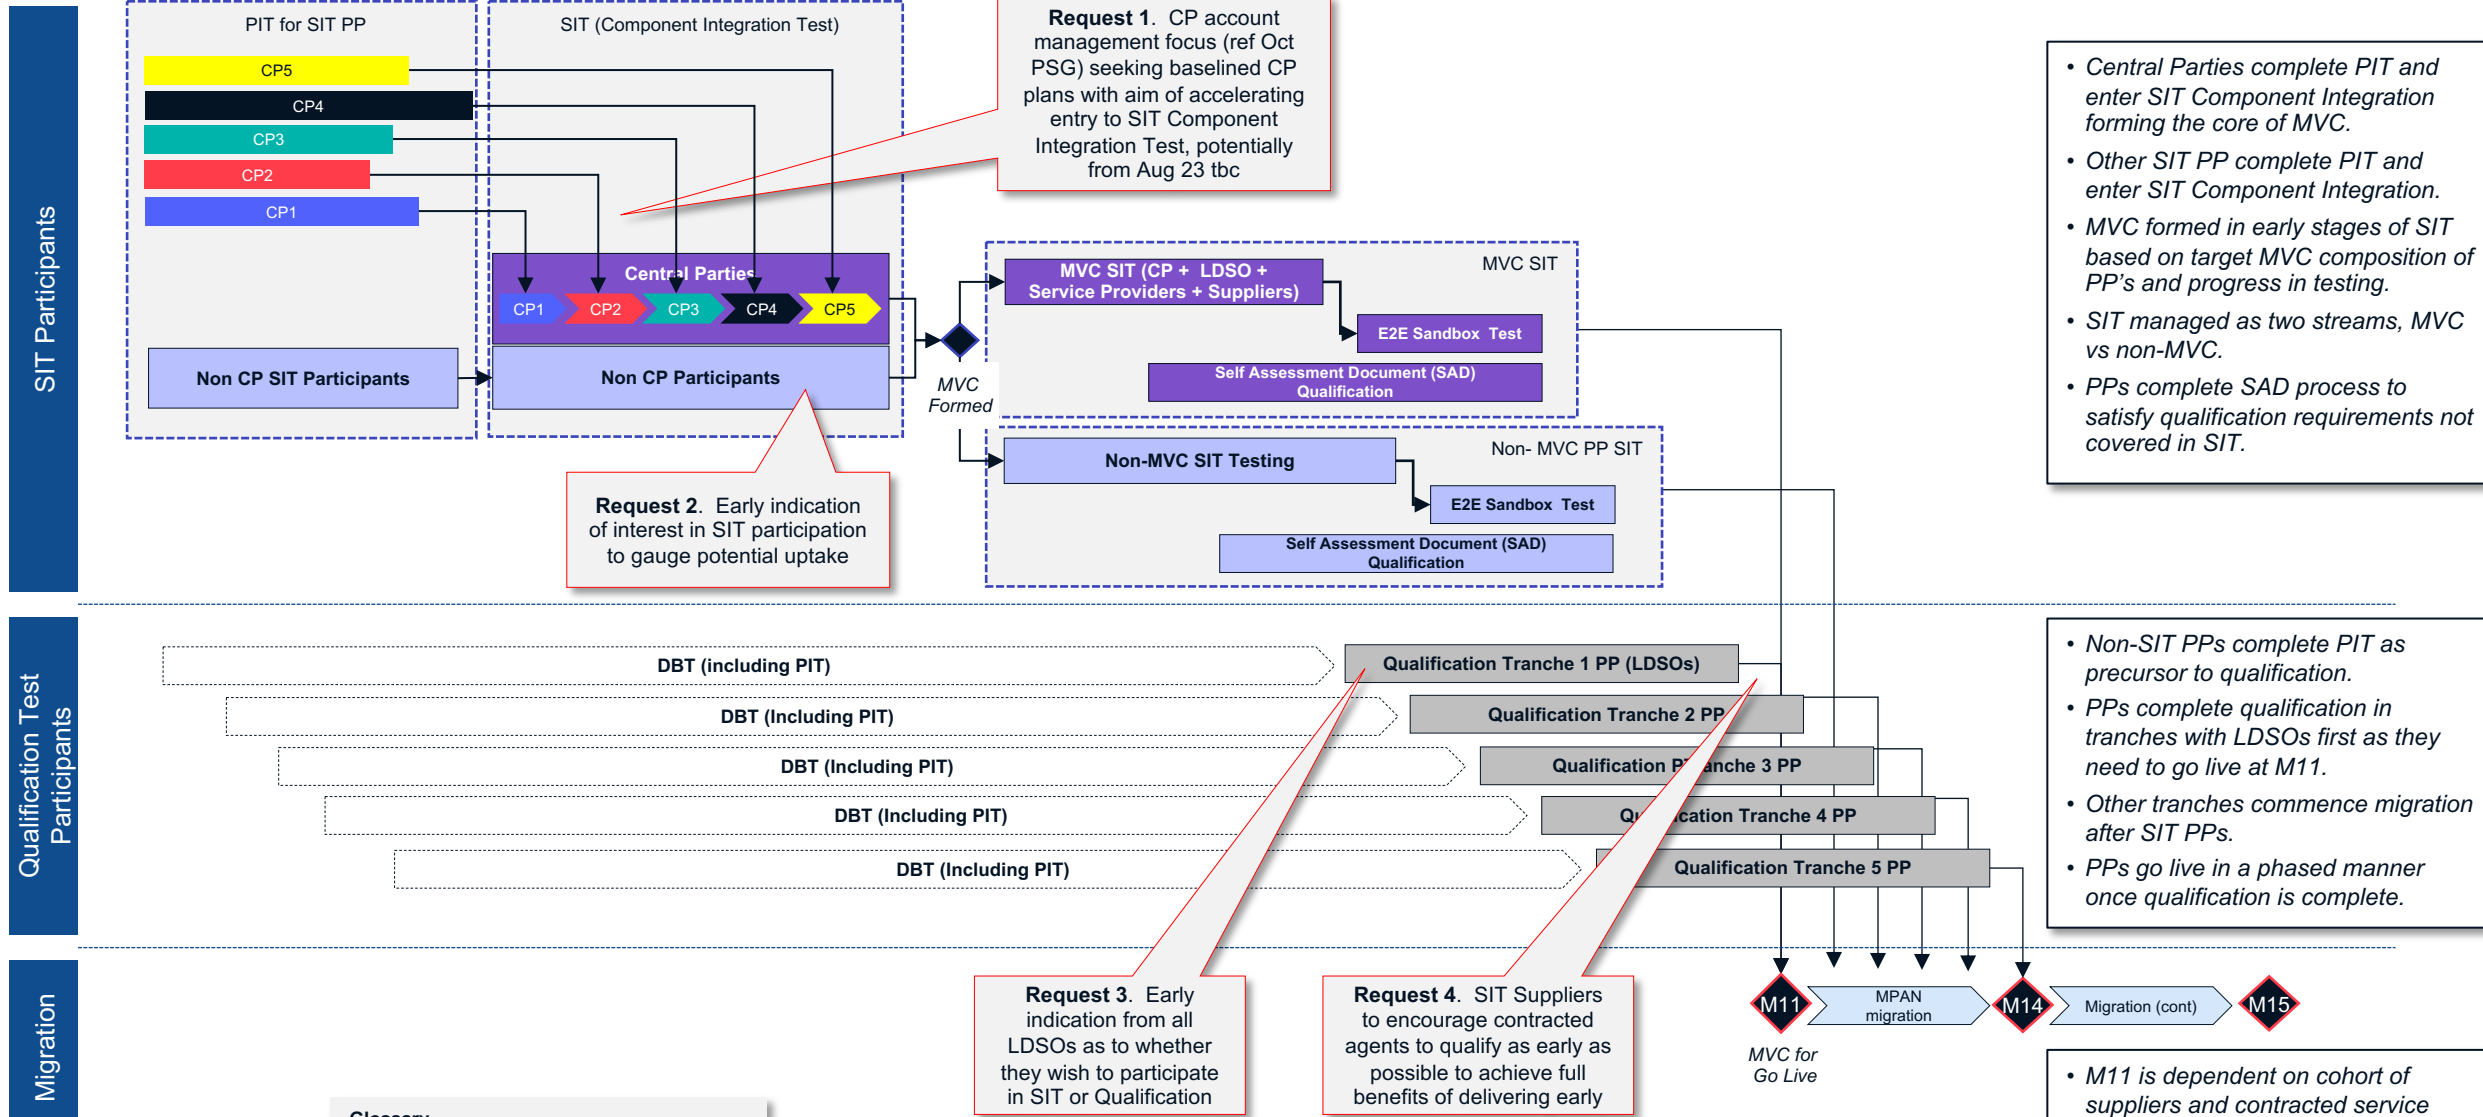 SIT Participants
PIT for SIT PP
CP5
CP4
CP3
CP2
CP1
Non CP SIT Participants
SIT (Component Integration Test)
Central Parties
CP1
CP2
CP3
CP4
CP5
Non CP Participants
Request 1. CP account
management focus (ref Oct
PSG) seeking baselined CP
plans with aim of accelerating
entry to SIT Component
Integration Test, potentially
from Aug 23 tbc
Request 2. Early indication
of interest in SIT participation
to gauge potential uptake
MVC
Formed
MVC SIT
MVC SIT (CP + LDSO +
Service Providers + Suppliers)
E2E Sandbox Test
Self Assessment Document (SAD)
Qualification
Non- MVC PP SIT
Non-MVC SIT Testing
E2E Sandbox Test
Self Assessment Document (SAD)
Qualification
• Central Parties complete PIT and
enter SIT Component Integration
forming the core of MVC.
• Other SIT PP complete PIT and
enter SIT Component Integration.
• MVC formed in early stages of SIT
based on target MVC composition of
PP's and progress in testing.
• SIT managed as two streams, MVC
vs non-MVC.
• PPs complete SAD process to
satisfy qualification requirements not
covered in SIT.
Qualification Test
Participants
DBT (including PIT)
Qualification Tranche 1 PP (LDSOs)
DBT (Including PIT)
Qualification Tranche 2 PP
DBT (Including PIT)
Qualification Tranche 3 PP
DBT (Including PIT)
Qualification Tranche 4 PP
DBT (Including PIT)
Qualification Tranche 5 PP
• Non-SIT PPs complete PIT as
precursor to qualification.
• PPs complete qualification in
tranches with LDSOs first as they
need to go live at M11.
• Other tranches commence migration
after SIT PPs.
• PPs go live in a phased manner
once qualification is complete.
Migration
Request 3. Early
indication from all
LDSOs as to whether
they wish to participate
in SIT or Qualification
Request 4. SIT Suppliers
to encourage contracted
agents to qualify as early as
possible to achieve full
benefits of delivering early
M11
MPAN
migration
M14
Migration (cont)
M15
MVC for
Go Live
• M11 is dependent on cohort of
suppliers and contracted service
Glossary